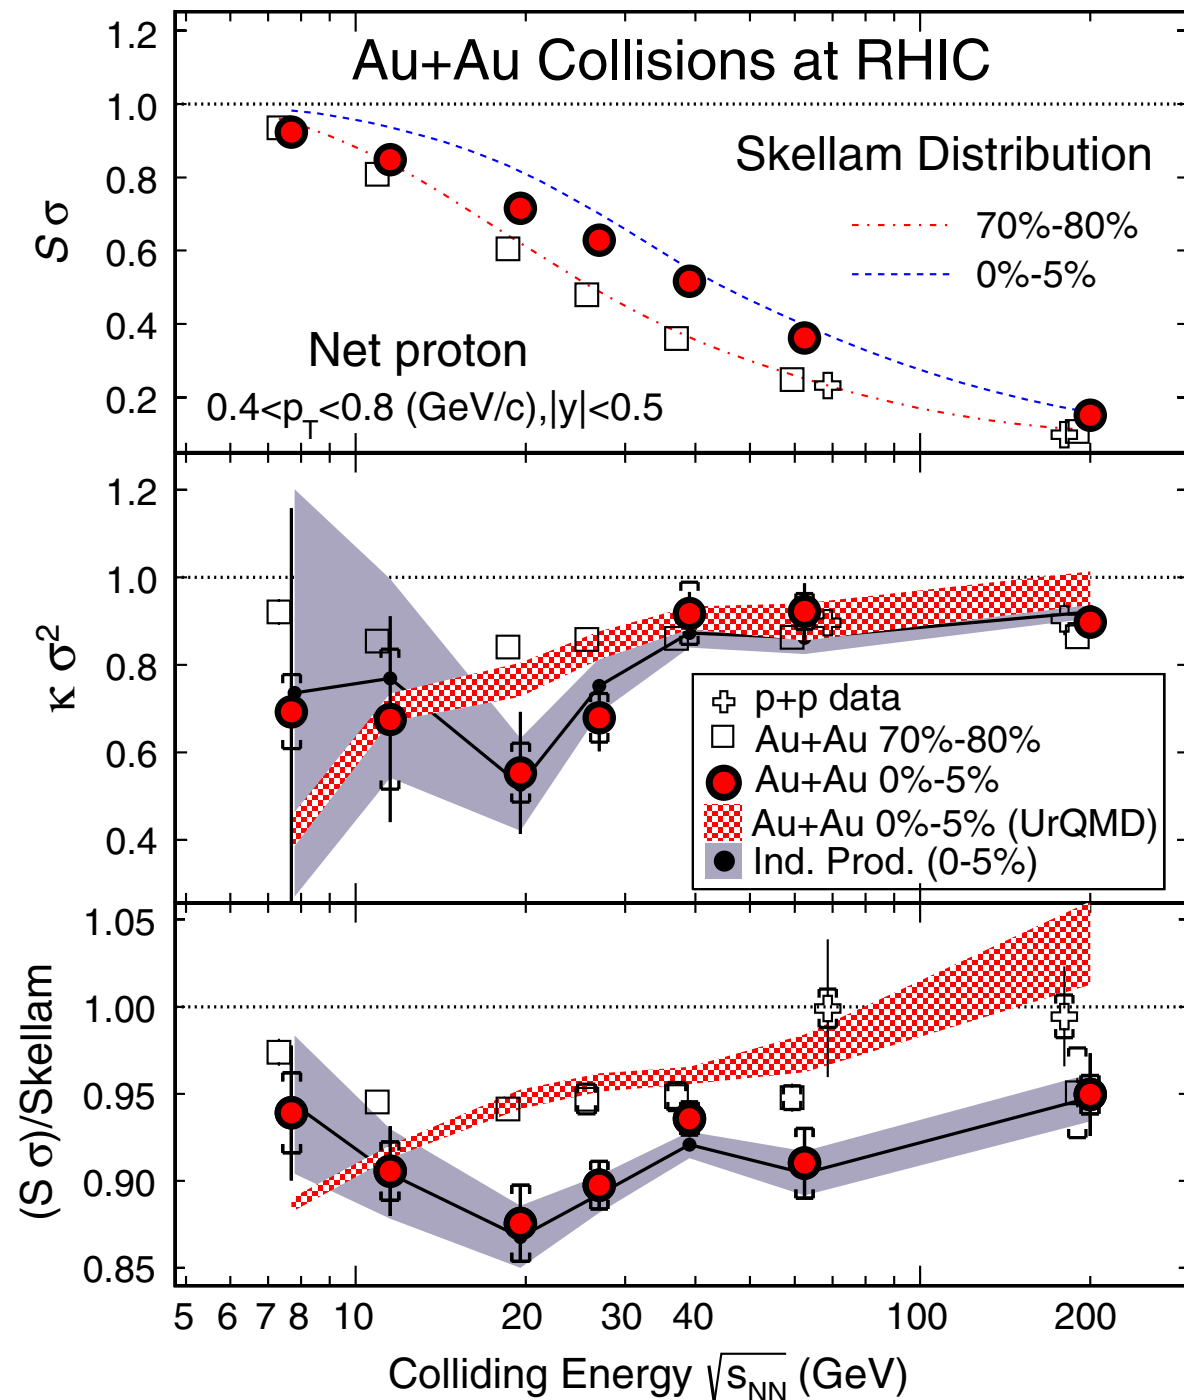 Au+Au Collisions at RHIC
1.2
1.0
0.8
0.6
0.4
0.2
S σ
Skellam Distribution
70%-80%
0%-5%
Net proton
0.4<p_T<0.8 (GeV/c),|y|<0.5
1.2
1.0
0.8
0.6
0.4
κ σ²
p+p data
Au+Au 70%-80%
Au+Au 0%-5%
Au+Au 0%-5% (UrQMD)
Ind. Prod. (0-5%)
1.05
1.00
0.95
0.90
0.85
(S σ)/Skellam
5 6 7 8 10 20 30 40 100 200
Colliding Energy √s_NN (GeV)